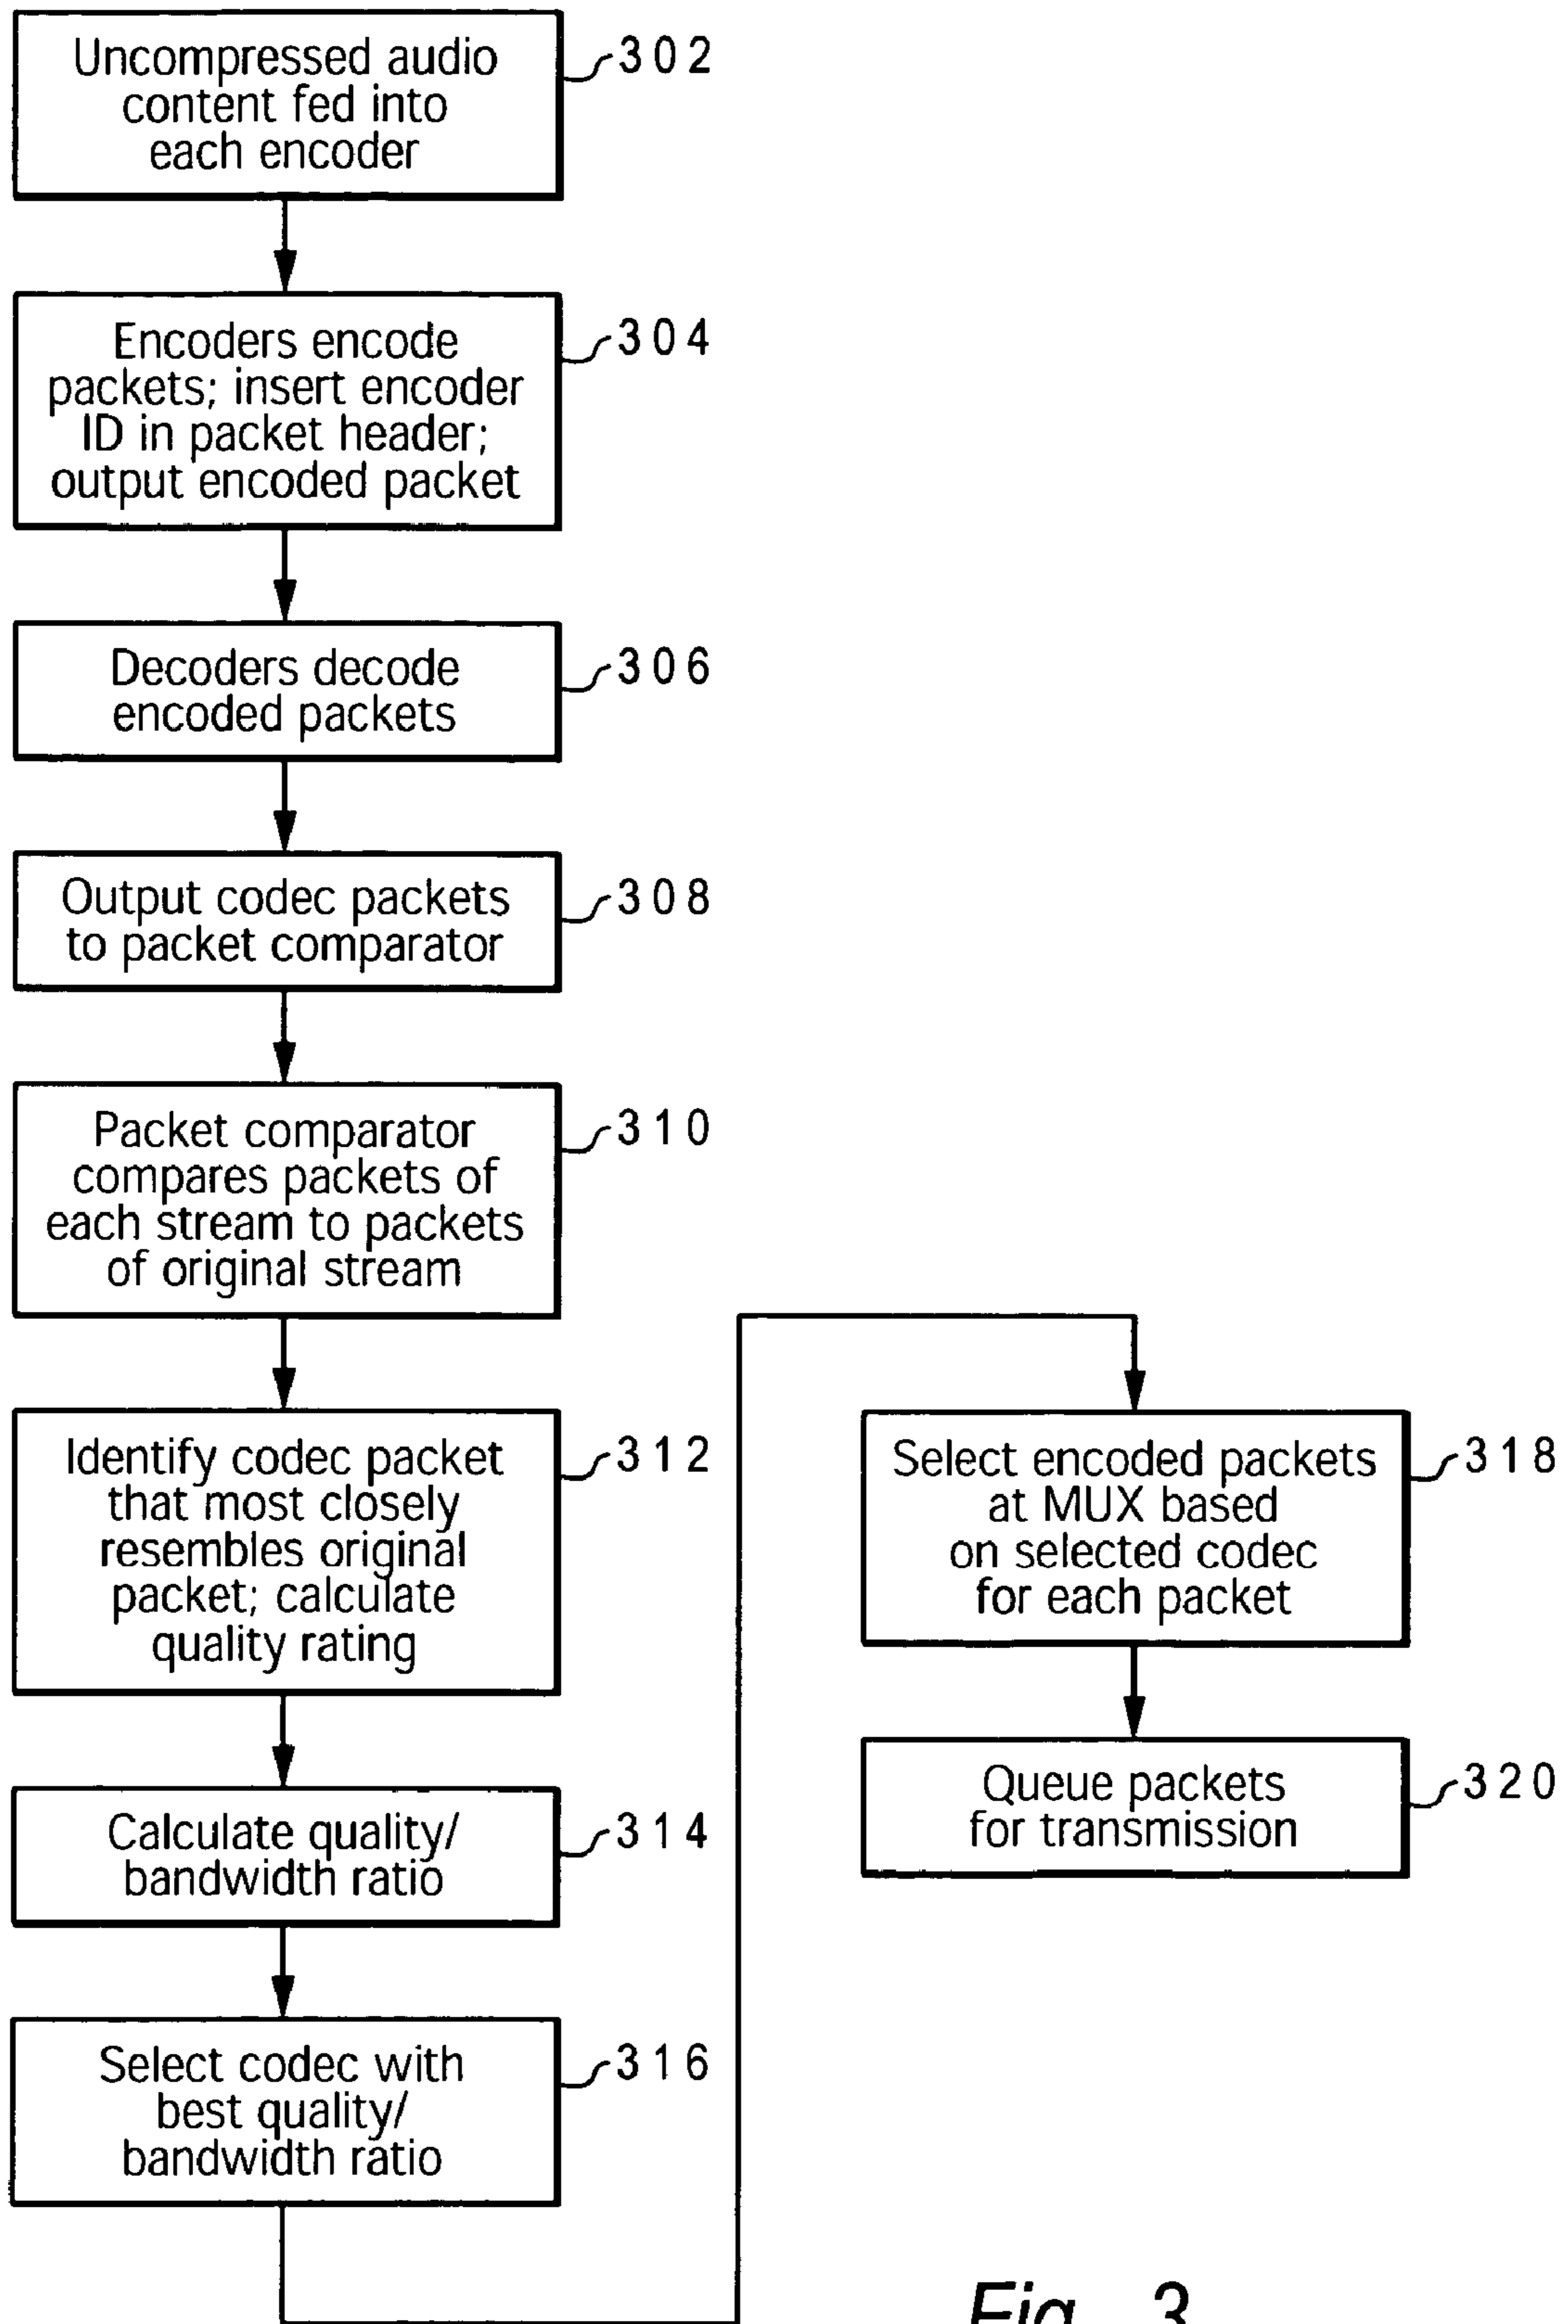 Uncompressed audio
content fed into
each encoder
302
Encoders encode
packets; insert encoder
ID in packet header;
output encoded packet
304
Decoders decode
encoded packets
306
Output codec packets
to packet comparator
308
Packet comparator
compares packets of
each stream to packets
of original stream
310
Identify codec packet
that most closely
resembles original
packet; calculate
quality rating
312
Calculate quality/
bandwidth ratio
314
Select codec with
best quality/
bandwidth ratio
316
Select encoded packets
at MUX based
on selected codec
for each packet
318
Queue packets
for transmission
320
Fig. 3